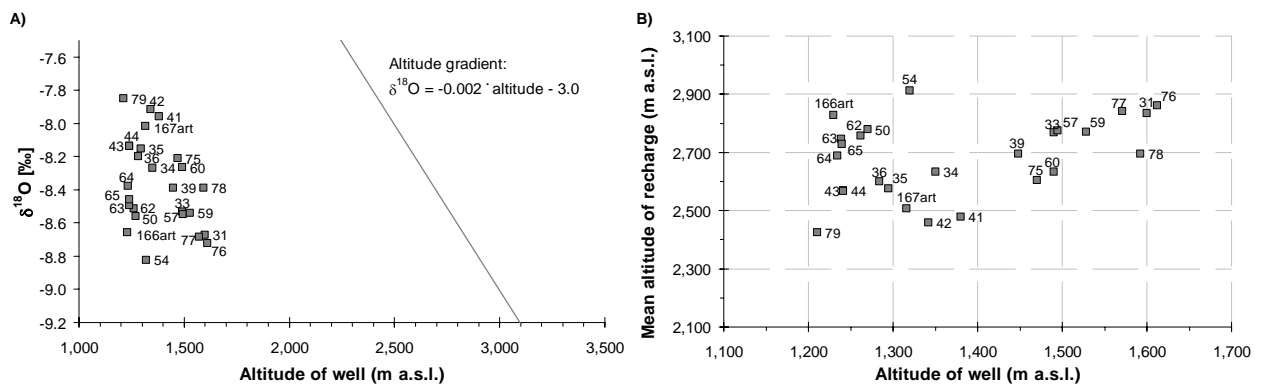 A)
δ18O [‰]
-7.6
-7.8
-8.0
-8.2
-8.4
-8.6
-8.8
-9.0
-9.2
1,000 1,500 2,000 2,500 3,000 3,500
Altitude of well (m a.s.l.)
Altitude gradient:
δ18O = -0.002 · altitude - 3.0
79 42
41
167art
44
43 35
36 75
34 60
64
39 78
65
33
63 62
57 59
50
166art
77 31
76
54
B)
Mean altitude of recharge (m a.s.l.)
3,100
2,900
2,700
2,500
2,300
2,100
1,100 1,200 1,300 1,400 1,500 1,600 1,700
Altitude of well (m a.s.l.)
54
166art
77 31 76
62 50
33 57 59
63
65
64
39
78
60
34
36
35
75
43 44
167art
42 41
79